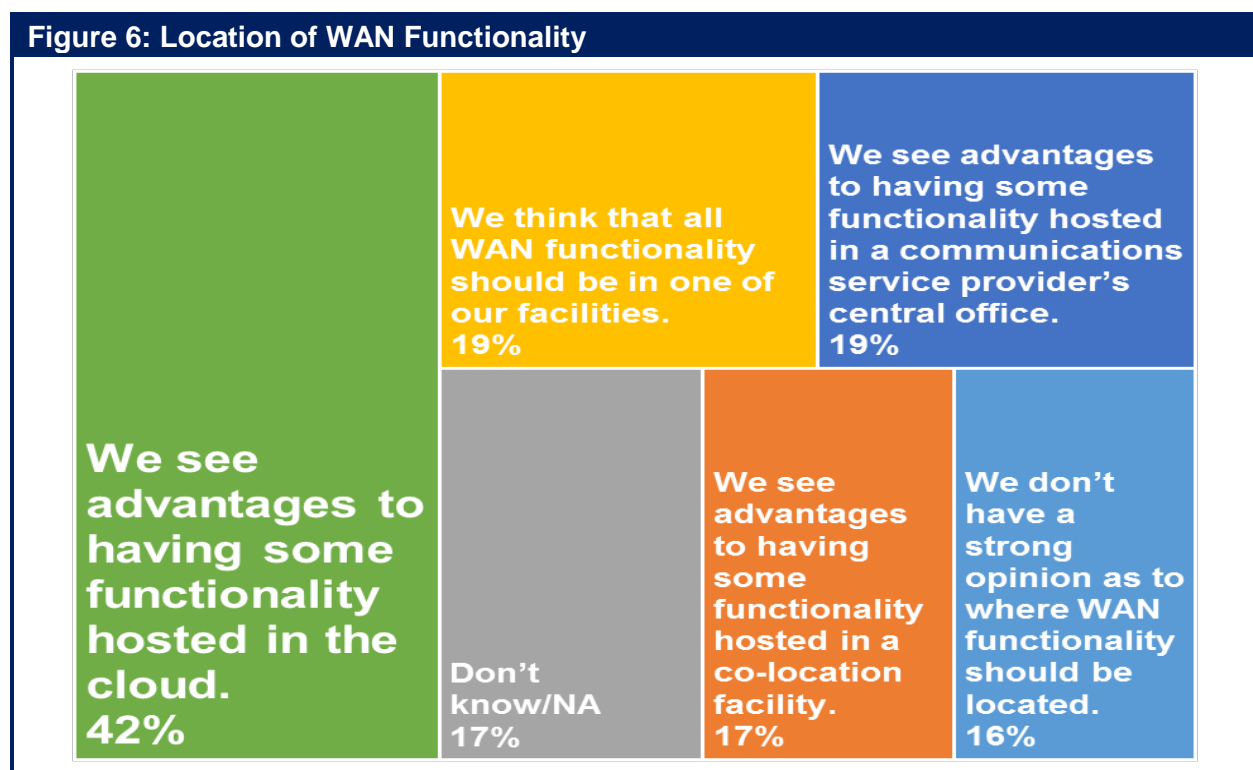 Figure 6: Location of WAN Functionality
We see
advantages to
having some
functionality
hosted in the
cloud.
42%
We think that all
WAN functionality
should be in one of
our facilities.
19%
We see advantages
to having some
functionality hosted
in a communications
service provider’s
central office.
19%
Don’t
know/NA
17%
We see
advantages
to having
some
functionality
hosted in a
co-location
facility.
17%
We don’t
have a
strong
opinion as to
where WAN
functionality
should be
located.
16%